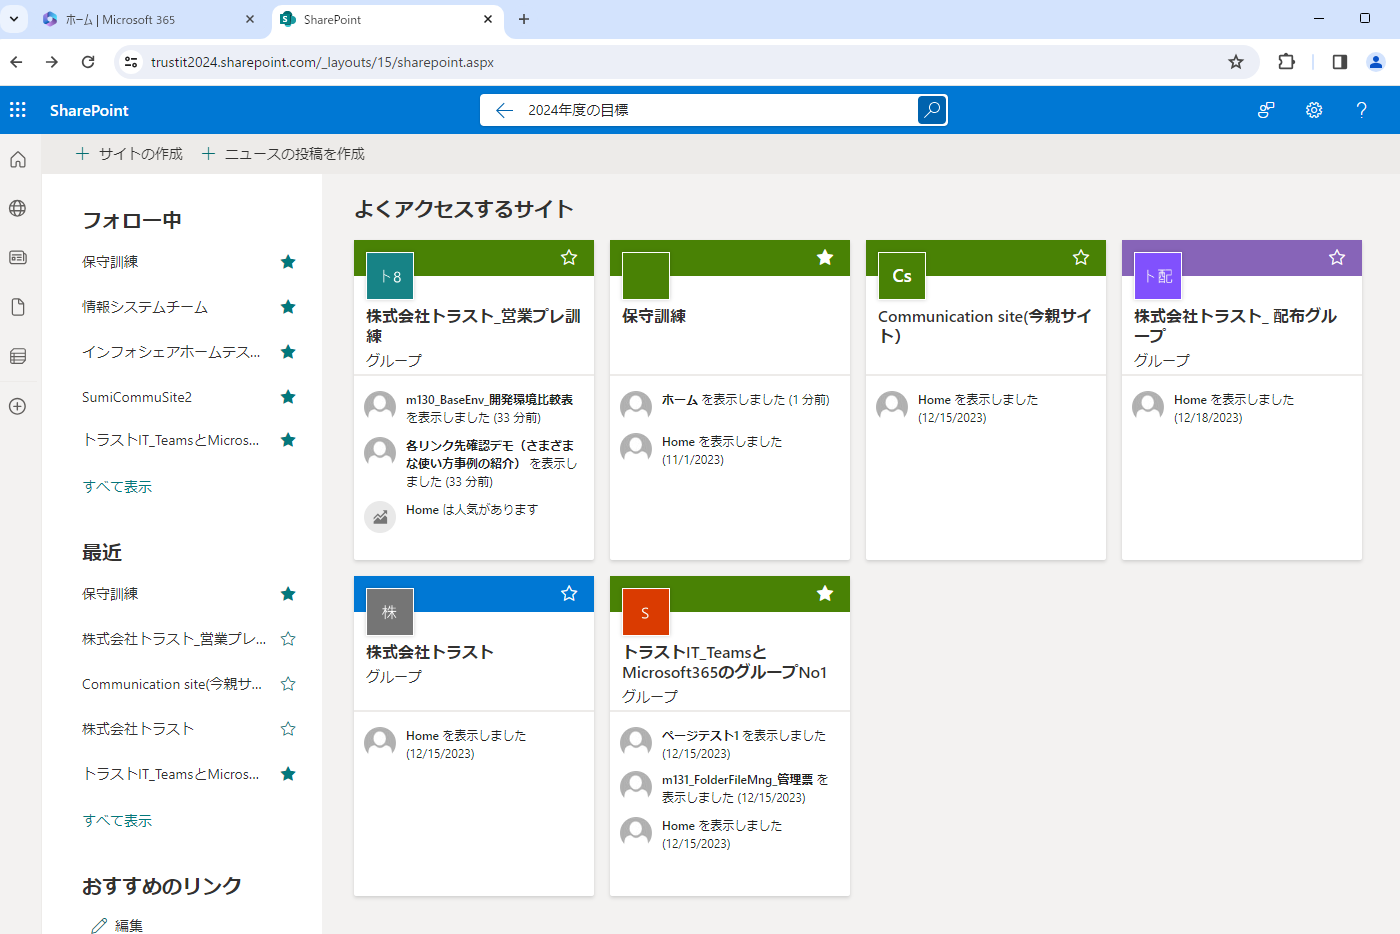 ホーム | Microsoft 365
SharePoint
trustit2024.sharepoint.com/_layouts/15/sharepoint.aspx
SharePoint
2024年度の目標
?
サイトの作成
ニュースの投稿を作成
フォロー中
保守訓練
情報システムチーム
インフォシェアホームテス...
SumiCommuSite2
トラストIT_TeamsとMicros...
すべて表示
最近
保守訓練
株式会社トラスト_営業プレ...
Communication site(今親サ...
株式会社トラスト
トラストIT_TeamsとMicros...
すべて表示
おすすめのリンク
編集
よくアクセスするサイト
ト8
株式会社トラスト_営業プレ訓
練
グループ
m130_BaseEnv_開発環境比較表
を表示しました (33 分前)
各リンク先確認デモ（さまざま
な使い方事例の紹介） を表示し
ました (33 分前)
Home は人気があります
保守訓練
ホーム を表示しました (1 分前)
Home を表示しました
(11/1/2023)
Cs
Communication site(今親サイ
ト)
Home を表示しました
(12/15/2023)
ト配
株式会社トラスト_ 配布グル
ープ
グループ
Home を表示しました
(12/18/2023)
株
株式会社トラスト
グループ
Home を表示しました
(12/15/2023)
S
トラストIT_Teamsと
Microsoft365のグループNo1
グループ
ページテスト1 を表示しました
(12/15/2023)
m131_FolderFileMng_管理票 を
表示しました (12/15/2023)
Home を表示しました
(12/15/2023)